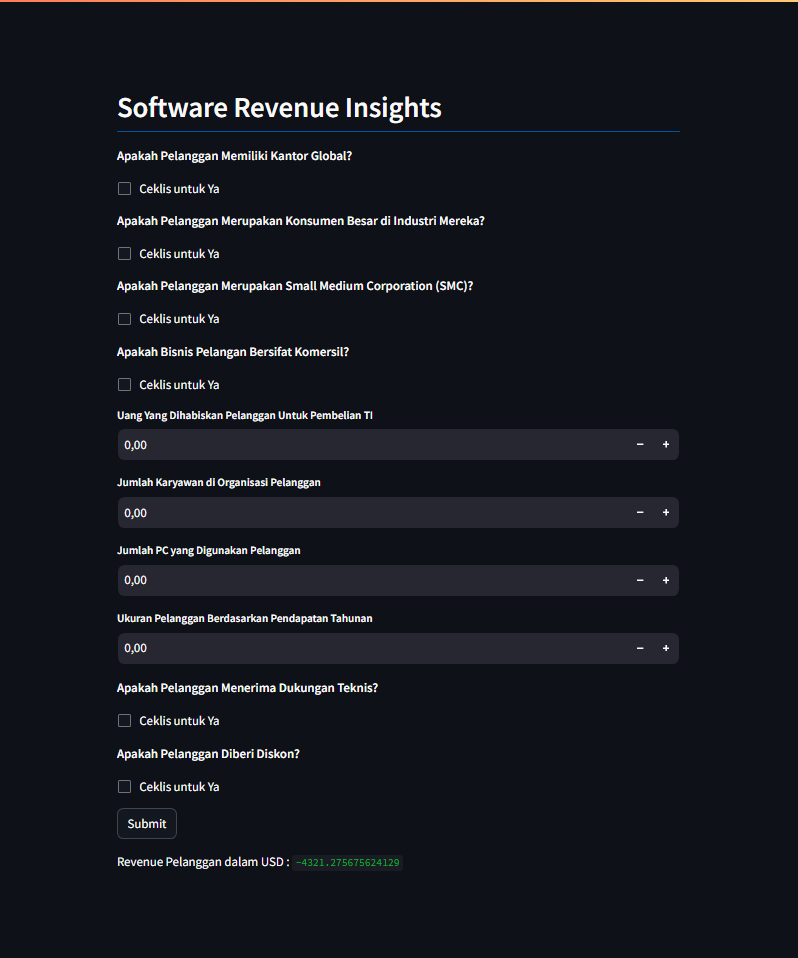 Software Revenue Insights
Apakah Pelanggan Memiliki Kantor Global?
Ceklis untuk Ya
Apakah Pelanggan Merupakan Konsumen Besar di Industri Mereka?
Ceklis untuk Ya
Apakah Pelanggan Merupakan Small Medium Corporation (SMC)?
Ceklis untuk Ya
Apakah Bisnis Pelangan Bersifat Komersil?
Ceklis untuk Ya
Uang Yang Dihabiskan Pelanggan Untuk Pembelian TI
0,00 − +
Jumlah Karyawan di Organisasi Pelanggan
0,00 − +
Jumlah PC yang Digunakan Pelanggan
0,00 − +
Ukuran Pelanggan Berdasarkan Pendapatan Tahunan
0,00 − +
Apakah Pelanggan Menerima Dukungan Teknis?
Ceklis untuk Ya
Apakah Pelanggan Diberi Diskon?
Ceklis untuk Ya
Submit
Revenue Pelanggan dalam USD : -4321.275675624129